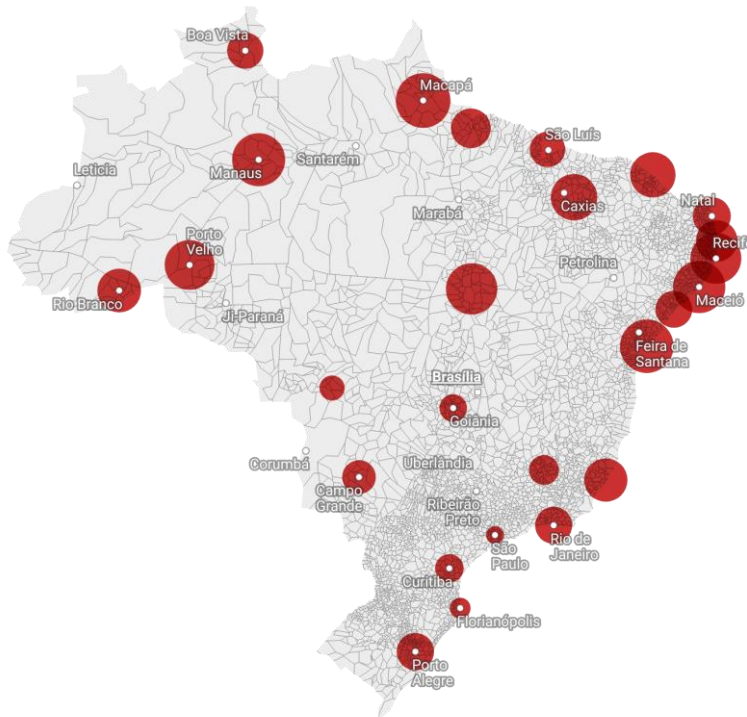 Boa Vista
Macapá
São Luís
Santarém
Leticia
Manaus
Caxias
Natal
Marabá
Porto
Velho
Recife
Petrolina
Rio Branco
Maceió
Ji-Paraná
Feira de
Santana
Brasília
Goiânia
Corumbá
Uberlândia
Campo
Grande
Ribeirão
Preto
São
Paulo
Rio de
Janeiro
Curitiba
Florianópolis
Porto
Alegre